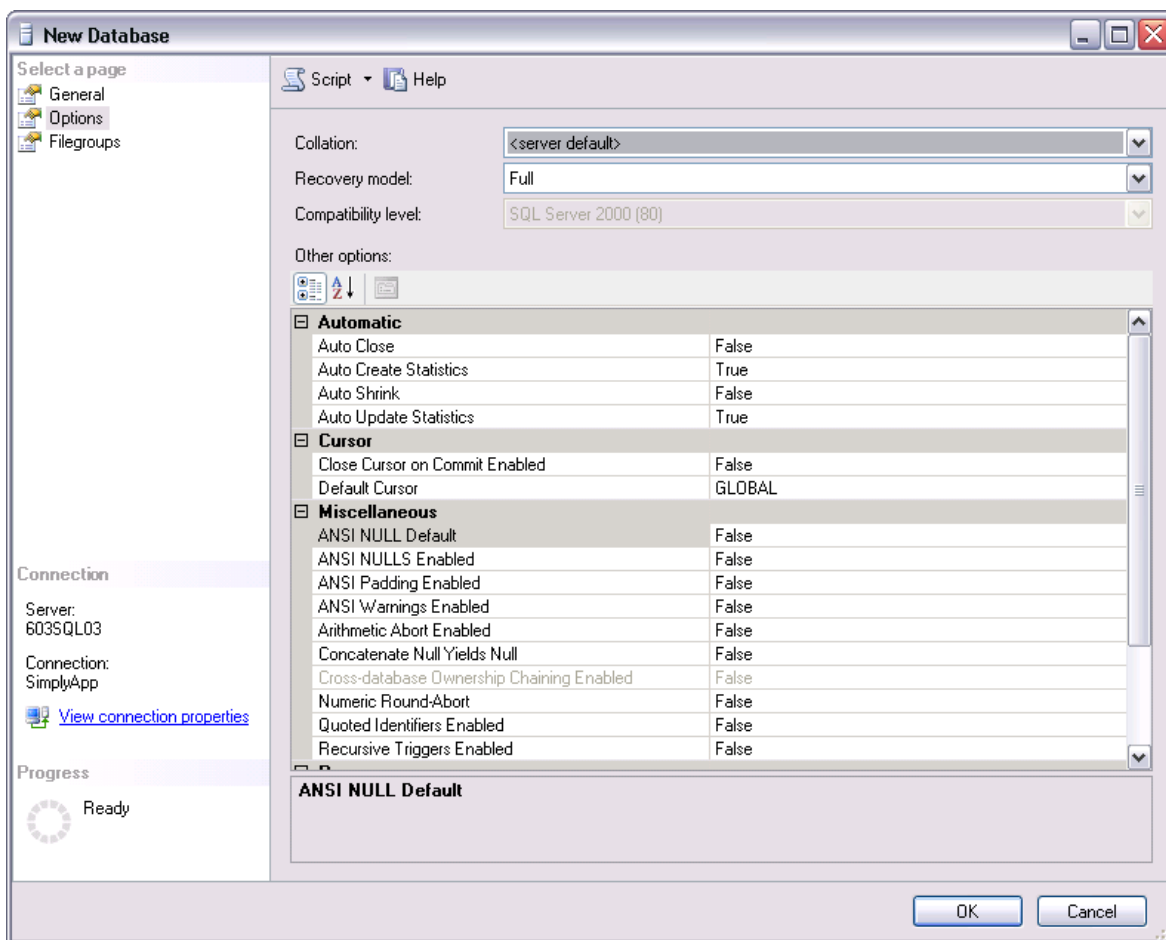 New Database
Select a page
General
Options
Filegroups
Script Help
Collation: <server default>
Recovery model: Full
Compatibility level: SQL Server 2000 (80)
Other options:
Automatic
Auto Close False
Auto Create Statistics True
Auto Shrink False
Auto Update Statistics True
Cursor
Close Cursor on Commit Enabled False
Default Cursor GLOBAL
Miscellaneous
ANSI NULL Default False
ANSI NULLS Enabled False
ANSI Padding Enabled False
ANSI Warnings Enabled False
Arithmetic Abort Enabled False
Concatenate Null Yields Null False
Cross-database Ownership Chaining Enabled False
Numeric Round-Abort False
Quoted Identifiers Enabled False
Recursive Triggers Enabled False
ANSI NULL Default
Connection
Server:
603SQL03
Connection:
SimplyApp
View connection properties
Progress
Ready
OK Cancel